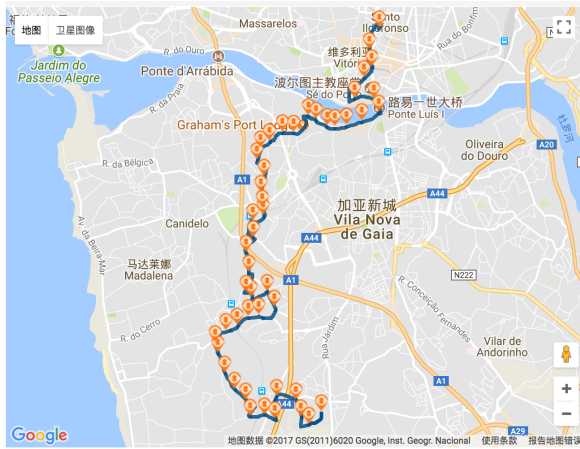 地图 卫星图像
Massarelos
Santo
Ildefonso
R. do Ouro
R. do Bonfim
Jardim do
Passeio Alegre
Ponte d'Arrábida
维多利亚
Vitória
波尔图主教座堂
Sé do Porto
路易一世大桥
Ponte Luís I
R. da Praia
Graham's Port Lodge
杜罗河
Oliveira
do Douro
A20
R. da Bélgica
A1
A44
加亚新城
Vila Nova
de Gaia
Canidelo
A44
Av. da Beira-Mar
马达莱娜
Madalena
N222
A1
R. Conceição Fernandes
R. do Cerro
Rua Jardim
Vilar de
Andorinho
A1
A44
A29
Google
地图数据 ©2017 GS(2011)6020 Google, Inst. Geogr. Nacional 使用条款 报告地图错误